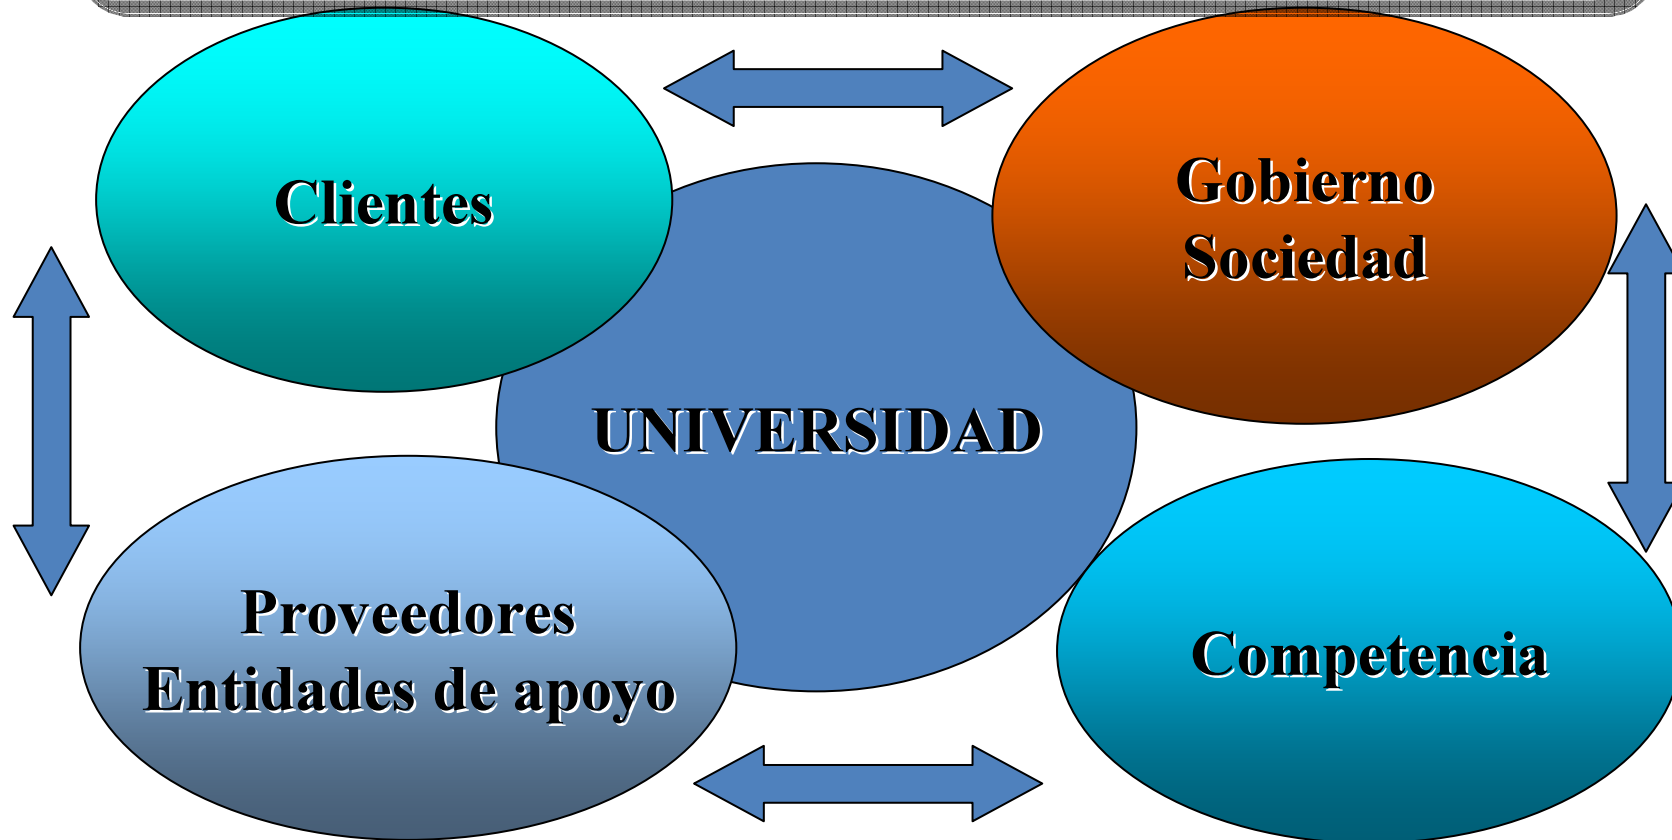 Clientes
Gobierno
Sociedad
UNIVERSIDAD
Proveedores
Entidades de apoyo
Competencia